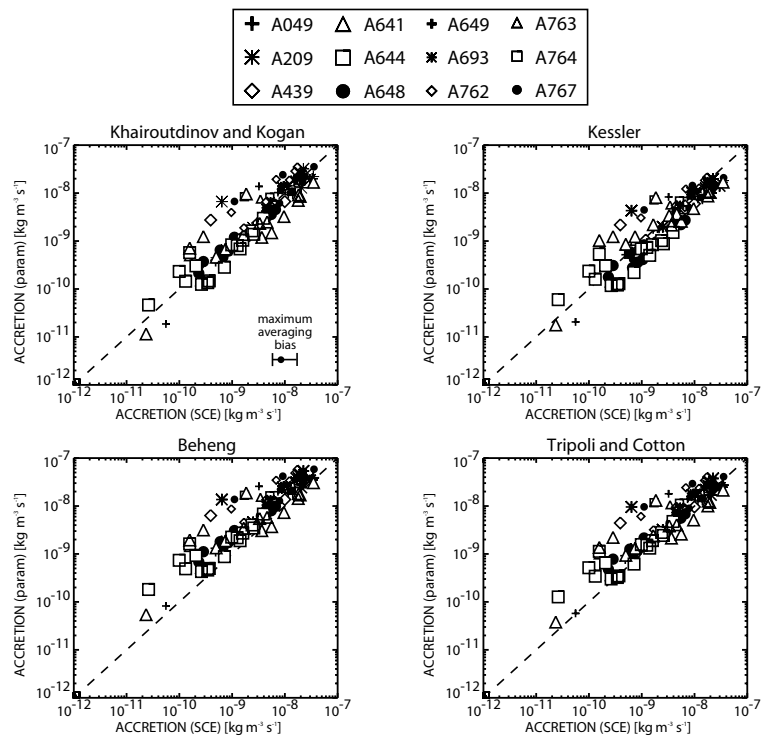 A049 A641 A649 A763
A209 A644 A693 A764
A439 A648 A762 A767
Khairoutdinov and Kogan
ACCRETION (param) [kg m⁻³ s⁻¹]
10⁻⁷
10⁻⁸
10⁻⁹
10⁻¹⁰
10⁻¹¹
10⁻¹²
maximum
averaging
bias
10⁻¹² 10⁻¹¹ 10⁻¹⁰ 10⁻⁹ 10⁻⁸ 10⁻⁷
ACCRETION (SCE) [kg m⁻³ s⁻¹]
Kessler
ACCRETION (param) [kg m⁻³ s⁻¹]
10⁻⁷
10⁻⁸
10⁻⁹
10⁻¹⁰
10⁻¹¹
10⁻¹²
10⁻¹² 10⁻¹¹ 10⁻¹⁰ 10⁻⁹ 10⁻⁸ 10⁻⁷
ACCRETION (SCE) [kg m⁻³ s⁻¹]
Beheng
ACCRETION (param) [kg m⁻³ s⁻¹]
10⁻⁷
10⁻⁸
10⁻⁹
10⁻¹⁰
10⁻¹¹
10⁻¹²
10⁻¹² 10⁻¹¹ 10⁻¹⁰ 10⁻⁹ 10⁻⁸ 10⁻⁷
ACCRETION (SCE) [kg m⁻³ s⁻¹]
Tripoli and Cotton
ACCRETION (param) [kg m⁻³ s⁻¹]
10⁻⁷
10⁻⁸
10⁻⁹
10⁻¹⁰
10⁻¹¹
10⁻¹²
10⁻¹² 10⁻¹¹ 10⁻¹⁰ 10⁻⁹ 10⁻⁸ 10⁻⁷
ACCRETION (SCE) [kg m⁻³ s⁻¹]